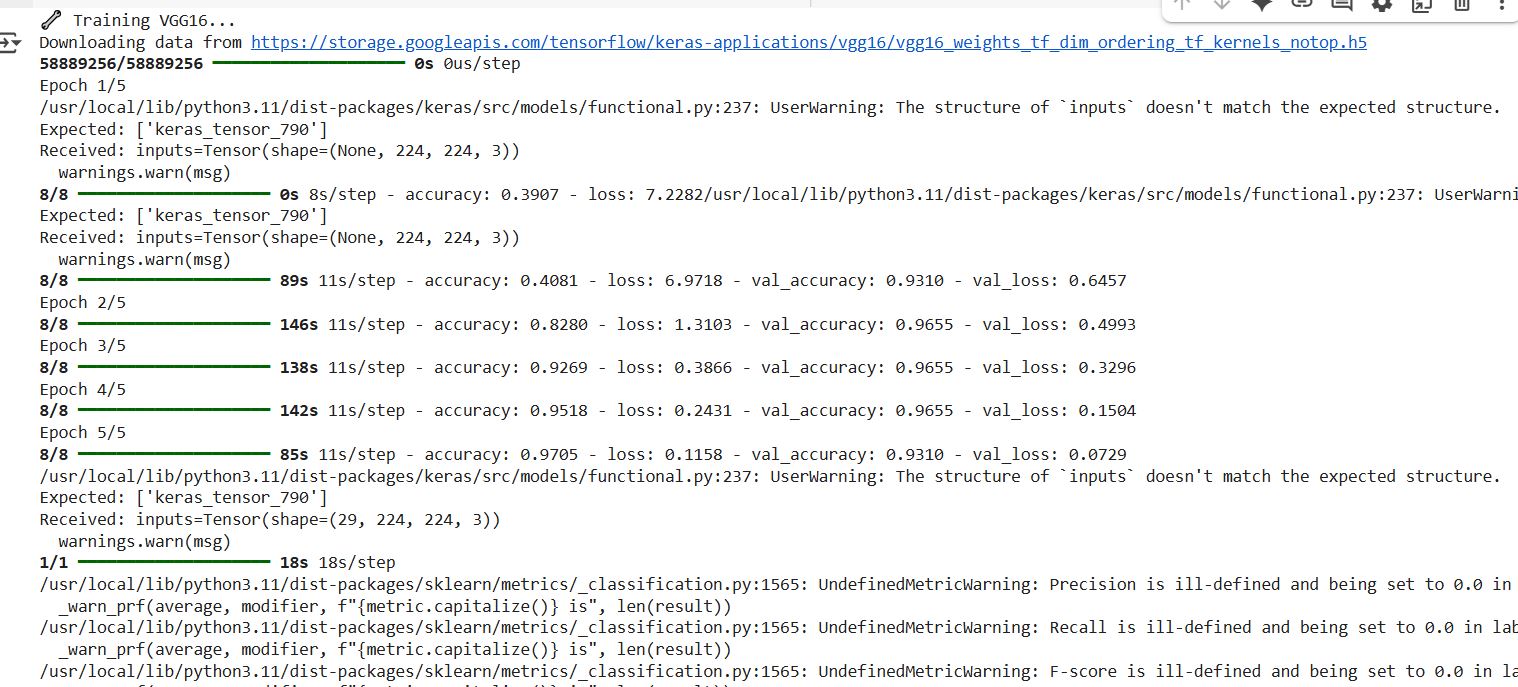 🔧 Training VGG16...
Downloading data from https://storage.googleapis.com/tensorflow/keras-applications/vgg16/vgg16_weights_tf_dim_ordering_tf_kernels_notop.h5
58889256/58889256 ━━━━━━━━━━━━━━━━━━━━ 0s 0us/step
Epoch 1/5
/usr/local/lib/python3.11/dist-packages/keras/src/models/functional.py:237: UserWarning: The structure of `inputs` doesn't match the expected structure.
Expected: ['keras_tensor_790']
Received: inputs=Tensor(shape=(None, 224, 224, 3))
  warnings.warn(msg)
8/8 ━━━━━━━━━━━━━━━━━━━━ 0s 8s/step - accuracy: 0.3907 - loss: 7.2282/usr/local/lib/python3.11/dist-packages/keras/src/models/functional.py:237: UserWarni
Expected: ['keras_tensor_790']
Received: inputs=Tensor(shape=(None, 224, 224, 3))
  warnings.warn(msg)
8/8 ━━━━━━━━━━━━━━━━━━━━ 89s 11s/step - accuracy: 0.4081 - loss: 6.9718 - val_accuracy: 0.9310 - val_loss: 0.6457
Epoch 2/5
8/8 ━━━━━━━━━━━━━━━━━━━━ 146s 11s/step - accuracy: 0.8280 - loss: 1.3103 - val_accuracy: 0.9655 - val_loss: 0.4993
Epoch 3/5
8/8 ━━━━━━━━━━━━━━━━━━━━ 138s 11s/step - accuracy: 0.9269 - loss: 0.3866 - val_accuracy: 0.9655 - val_loss: 0.3296
Epoch 4/5
8/8 ━━━━━━━━━━━━━━━━━━━━ 142s 11s/step - accuracy: 0.9518 - loss: 0.2431 - val_accuracy: 0.9655 - val_loss: 0.1504
Epoch 5/5
8/8 ━━━━━━━━━━━━━━━━━━━━ 85s 11s/step - accuracy: 0.9705 - loss: 0.1158 - val_accuracy: 0.9310 - val_loss: 0.0729
/usr/local/lib/python3.11/dist-packages/keras/src/models/functional.py:237: UserWarning: The structure of `inputs` doesn't match the expected structure.
Expected: ['keras_tensor_790']
Received: inputs=Tensor(shape=(29, 224, 224, 3))
  warnings.warn(msg)
1/1 ━━━━━━━━━━━━━━━━━━━━ 18s 18s/step
/usr/local/lib/python3.11/dist-packages/sklearn/metrics/_classification.py:1565: UndefinedMetricWarning: Precision is ill-defined and being set to 0.0 in
  _warn_prf(average, modifier, f"{metric.capitalize()} is", len(result))
/usr/local/lib/python3.11/dist-packages/sklearn/metrics/_classification.py:1565: UndefinedMetricWarning: Recall is ill-defined and being set to 0.0 in lab
  _warn_prf(average, modifier, f"{metric.capitalize()} is", len(result))
/usr/local/lib/python3.11/dist-packages/sklearn/metrics/_classification.py:1565: UndefinedMetricWarning: F-score is ill-defined and being set to 0.0 in la